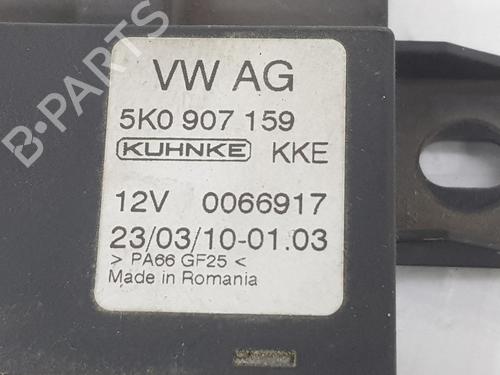 VW AG
5K0 907 159
KUHNKE KKE
12V 0066917
23/03/10-01.03
> PA66 GF25 <
Made in Romania
B-PARTS